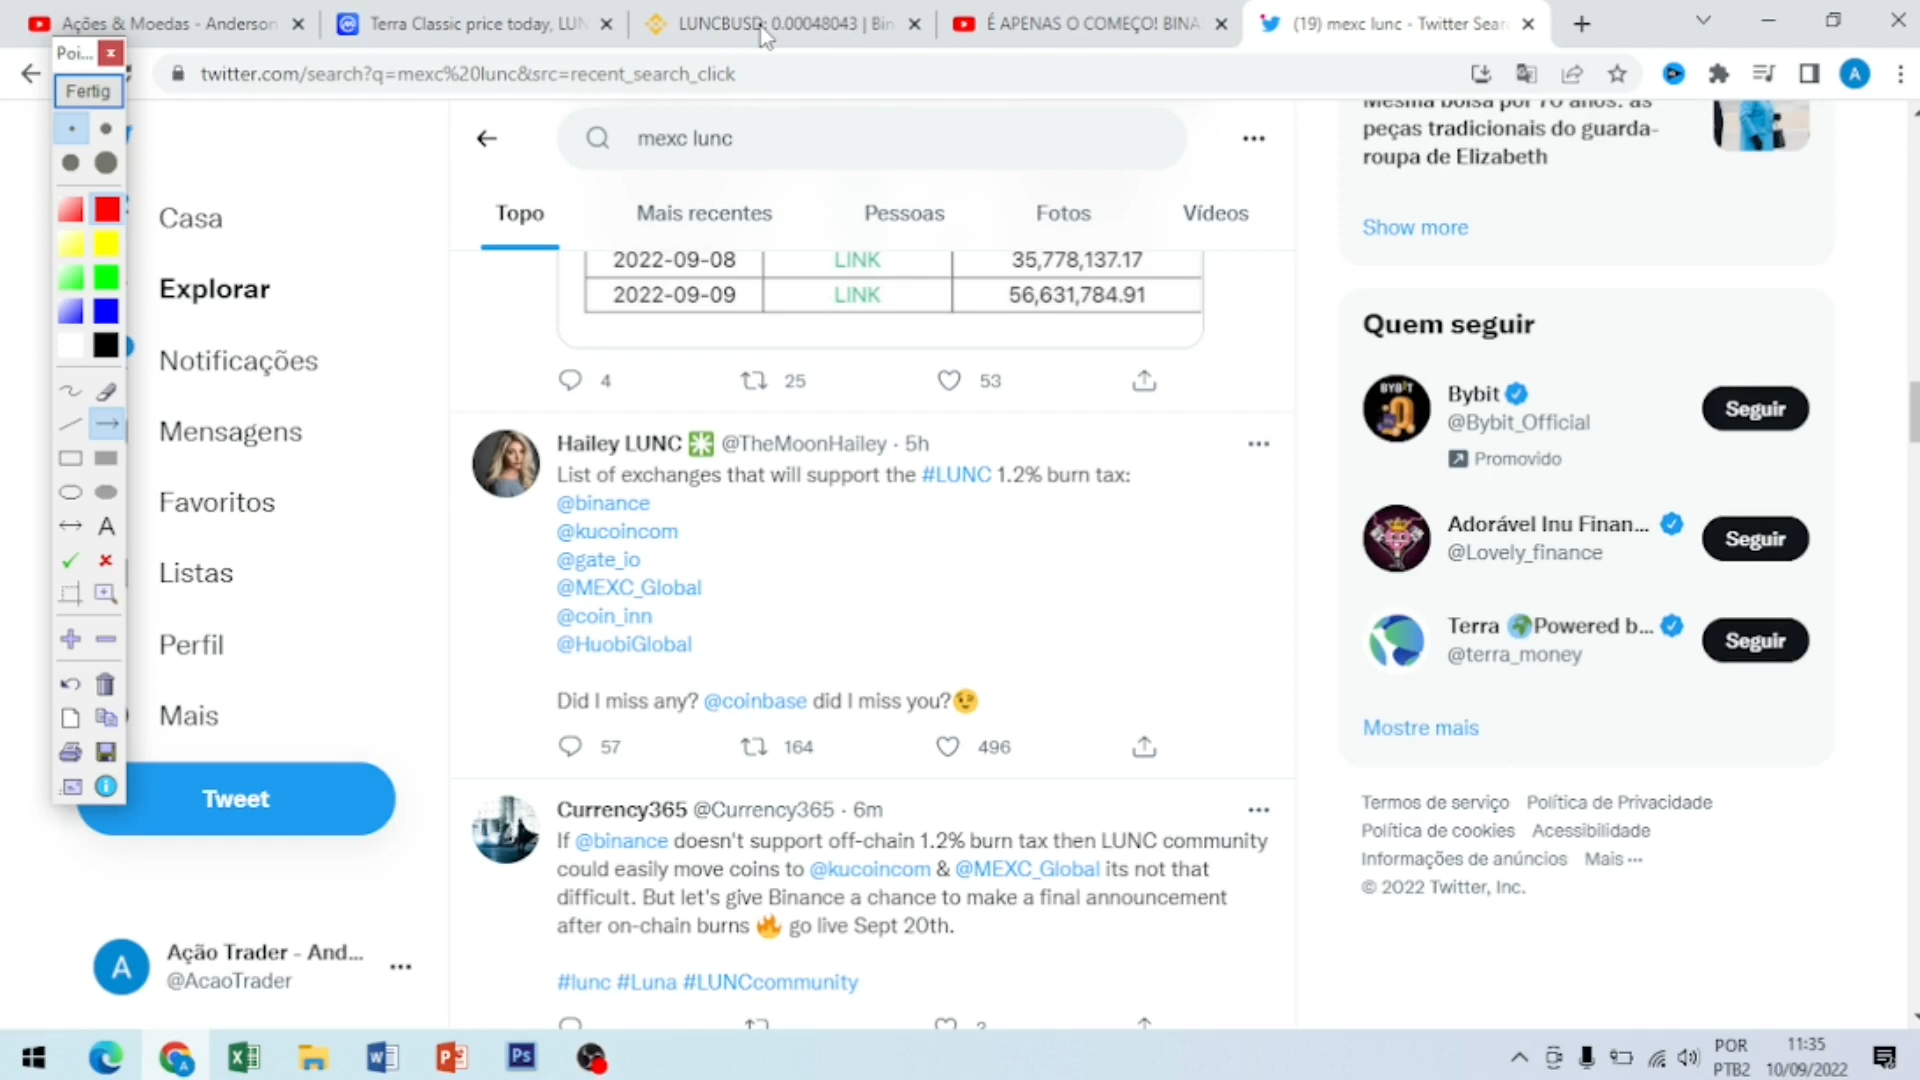 Ações & Moedas - Anderson
Terra Classic price today, LUN
LUNCBUSD: 0.00048043 | Bin
É APENAS O COMEÇO! BINA
(19) mexc lunc - Twitter Sear
twitter.com/search?q=mexc%20lunc&src=recent_search_click
A
Poi...
Fertig
A
Casa
Explorar
Notificações
Mensagens
Favoritos
Listas
Perfil
Mais
Tweet
A
Ação Trader - And...
@AcaoTrader
mexc lunc
Topo
Mais recentes
Pessoas
Fotos
Vídeos
2022-09-08 LINK 35,778,137.17
2022-09-09 LINK 56,631,784.91
4 25 53
Hailey LUNC @TheMoonHailey · 5h
List of exchanges that will support the #LUNC 1.2% burn tax:
@binance
@kucoincom
@gate_io
@MEXC_Global
@coin_inn
@HuobiGlobal
Did I miss any? @coinbase did I miss you?😉
57 164 496
Currency365 @Currency365 · 6m
If @binance doesn't support off-chain 1.2% burn tax then LUNC community
could easily move coins to @kucoincom & @MEXC_Global its not that
difficult. But let's give Binance a chance to make a final announcement
after on-chain burns 🔥 go live Sept 20th.
#lunc #Luna #LUNCcommunity
Mesma bolsa por 70 anos: as
peças tradicionais do guarda-
roupa de Elizabeth
Show more
Quem seguir
BYBIT
Bybit
@Bybit_Official
Promovido
Seguir
Adorável Inu Finan...
@Lovely_finance
Seguir
Terra 🌍Powered b...
@terra_money
Seguir
Mostre mais
Termos de serviço Política de Privacidade
Política de cookies Acessibilidade
Informações de anúncios Mais ···
© 2022 Twitter, Inc.
Ps
POR
PTB2
11:35
10/09/2022